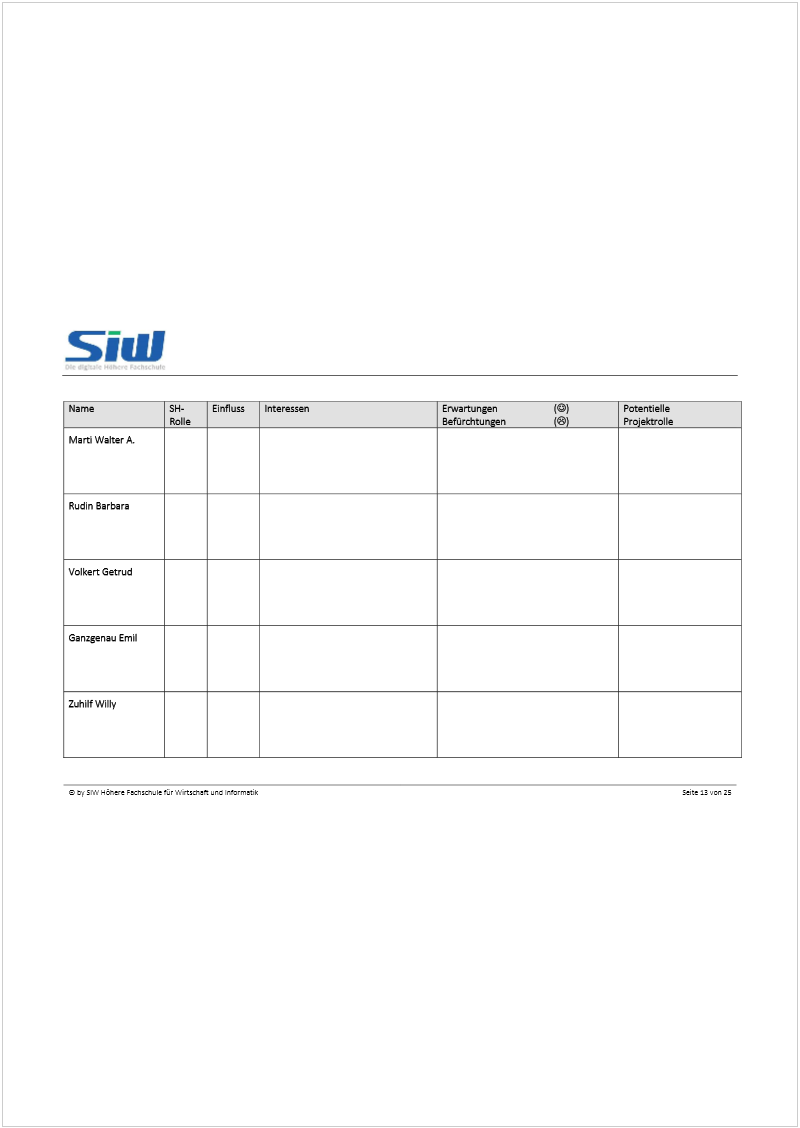 SiW
Die digitale Höhere Fachschule
Name SH-Rolle Einfluss Interessen Erwartungen (☺) Befürchtungen (☹) Potentielle Projektrolle
Marti Walter A.
Rudin Barbara
Volkert Getrud
Ganzgenau Emil
Zuhilf Willy
© by SIW Höhere Fachschule für Wirtschaft und Informatik Seite 13 von 25